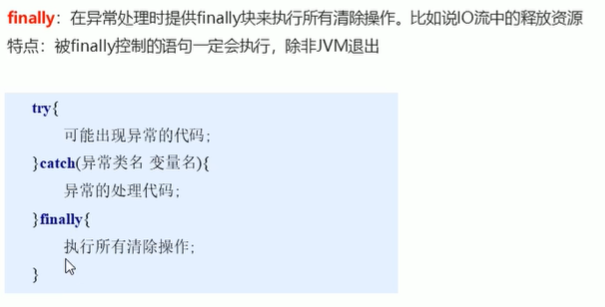 finally：在异常处理时提供finally块来执行所有清除操作。比如说IO流中的释放资源
特点：被finally控制的语句一定会执行，除非JVM退出
try{
可能出现异常的代码;
}catch(异常类名 变量名){
异常的处理代码;
}finally{
执行所有清除操作;
}